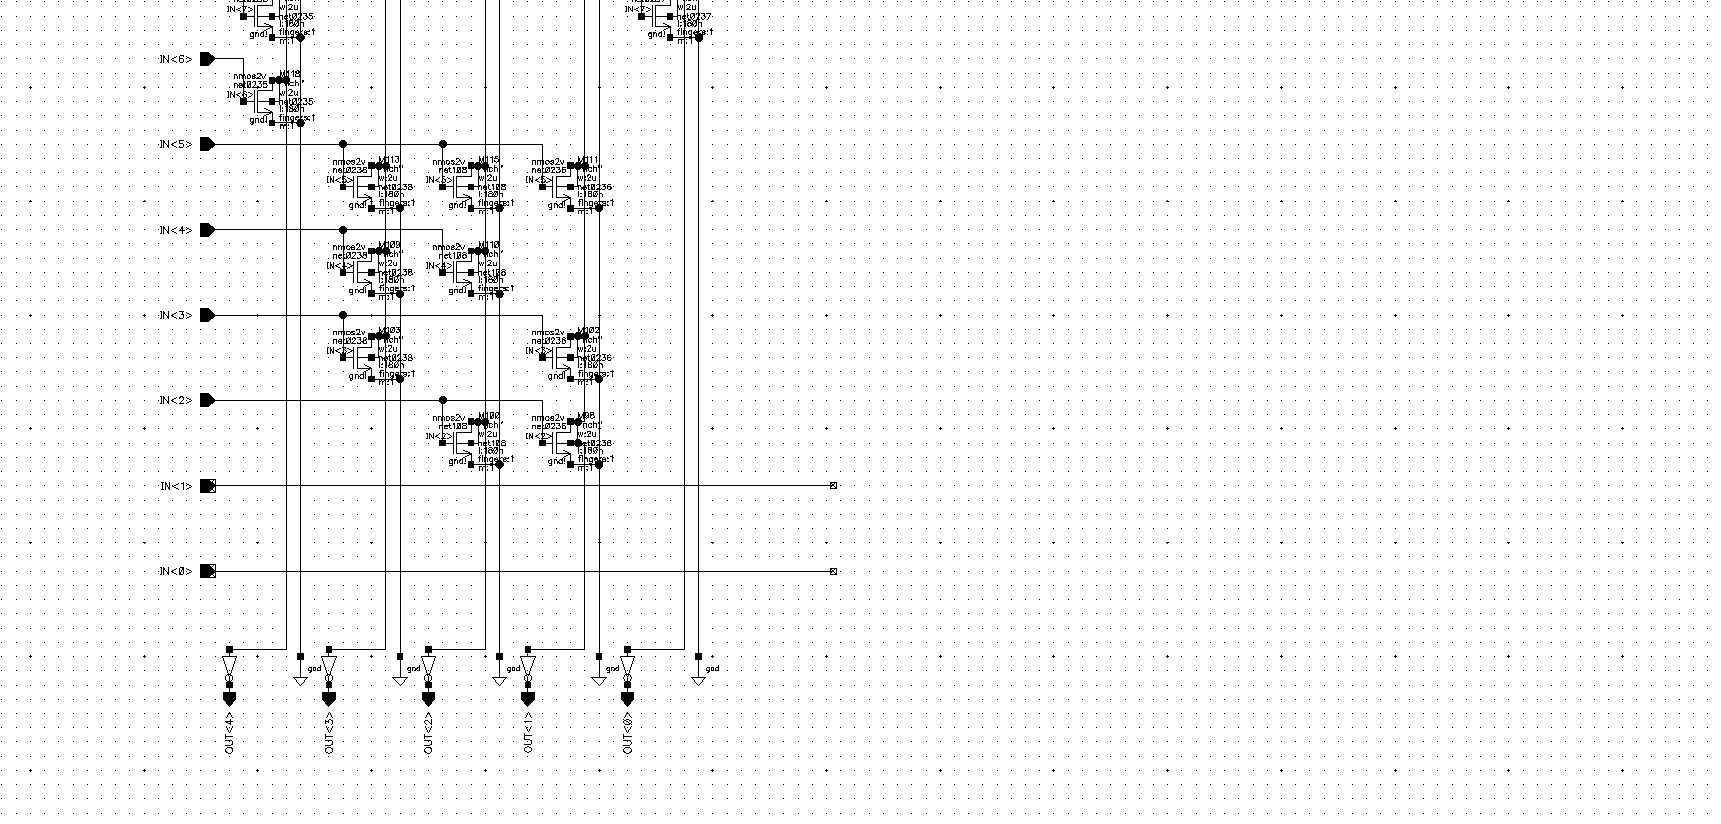 IN<7>
w:2u
net0235
l:180n
gnd!
fingers:1
m:1
IN<7>
w:2u
net0237
l:180n
gnd!
fingers:1
m:1
IN<6>
nmos2v
M118
net0235
"nch"
w:2u
IN<6>
net0235
l:180n
gnd!
fingers:1
m:1
IN<5>
nmos2v
M113
net0238
"nch"
w:2u
IN<5>
net0238
l:180n
gnd!
fingers:1
m:1
nmos2v
M115
net108
"nch"
w:2u
IN<5>
net108
l:180n
gnd!
fingers:1
m:1
nmos2v
M111
net0236
"nch"
w:2u
IN<5>
net0236
l:180n
gnd!
fingers:1
m:1
IN<4>
nmos2v
M109
net0238
"nch"
w:2u
IN<4>
net0238
l:180n
gnd!
fingers:1
m:1
nmos2v
M110
net108
"nch"
w:2u
IN<4>
net108
l:180n
gnd!
fingers:1
m:1
IN<3>
nmos2v
M103
net0238
"nch"
w:2u
IN<3>
net0238
l:180n
gnd!
fingers:1
m:1
nmos2v
M102
net0236
"nch"
w:2u
IN<3>
net0236
l:180n
gnd!
fingers:1
m:1
IN<2>
nmos2v
M100
net108
"nch"
w:2u
IN<2>
net108
l:180n
gnd!
fingers:1
m:1
nmos2v
net0236
"nch"
w:2u
IN<2>
net0236
l:180n
gnd!
fingers:1
m:1
IN<1>
IN<0>
gnd
gnd
gnd
gnd
gnd
OUT<4>
OUT<3>
OUT<2>
OUT<1>
OUT<0>